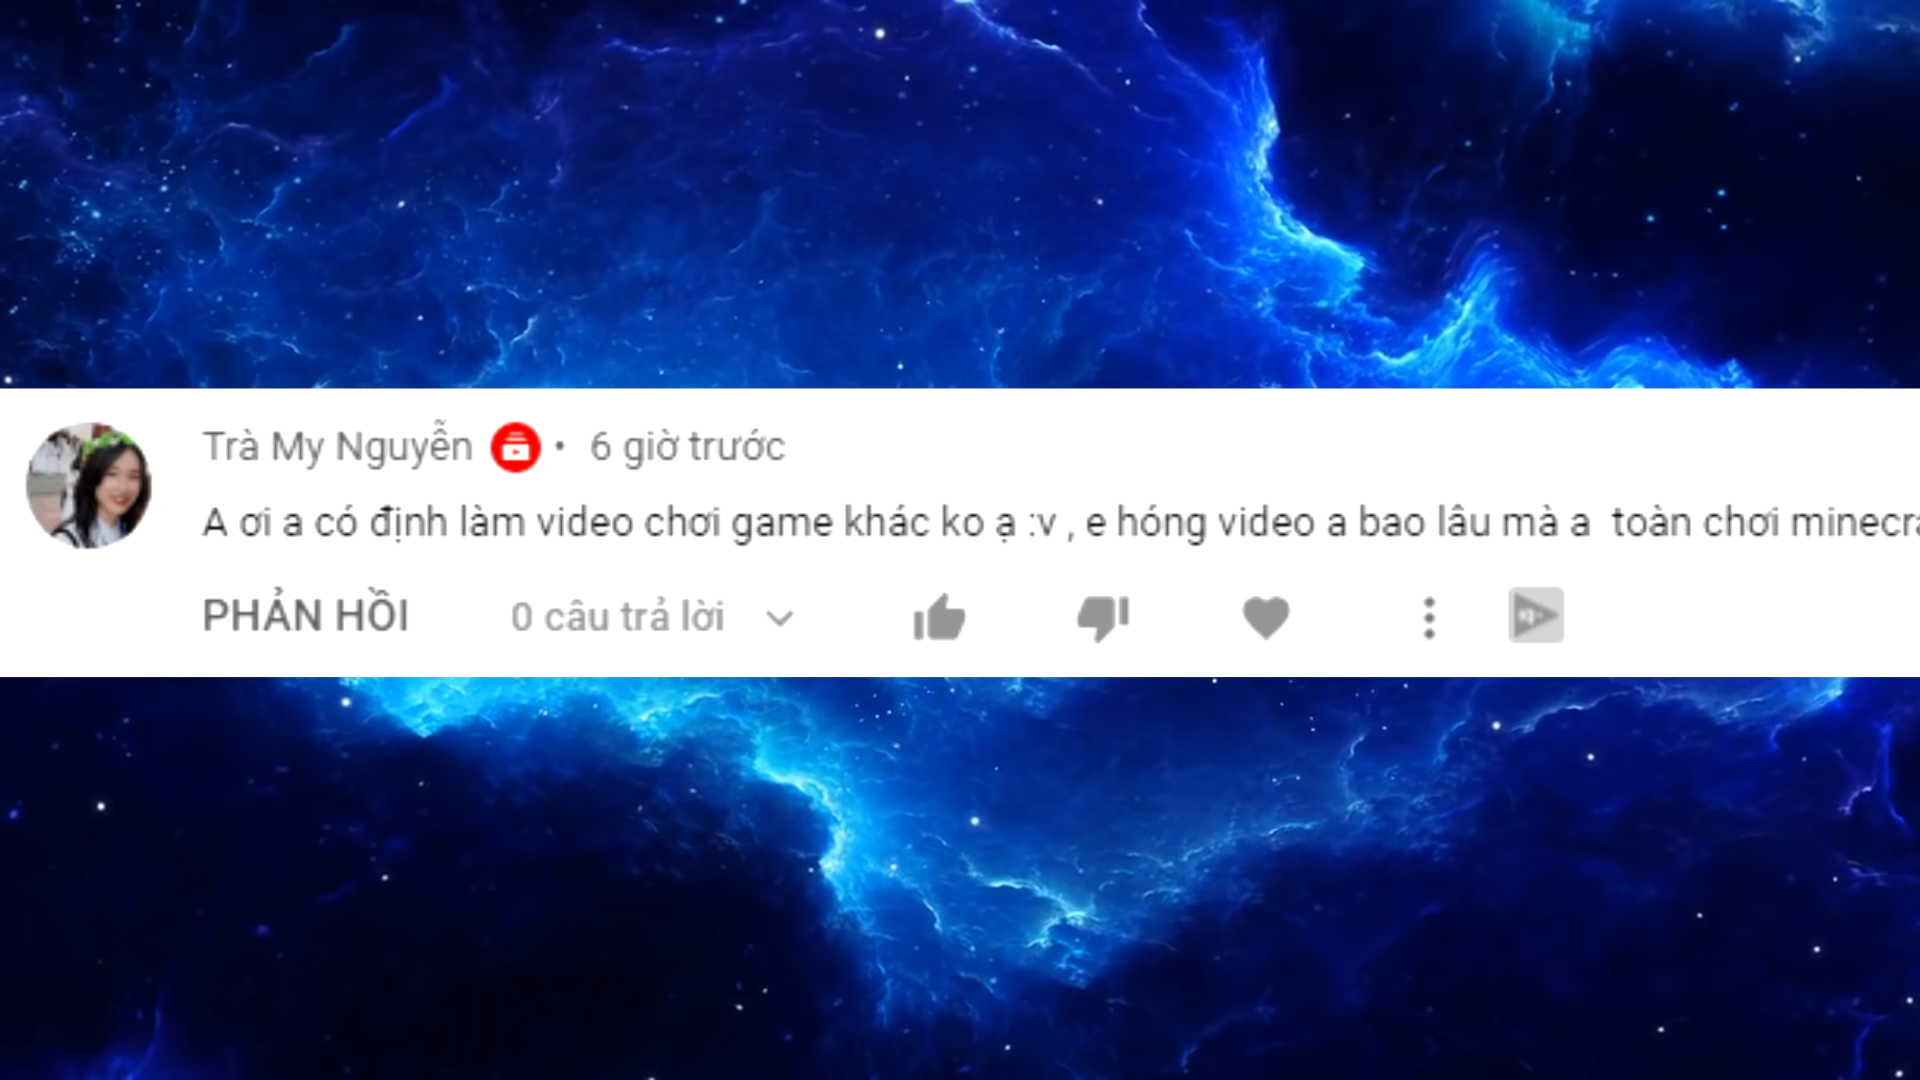 Trà My Nguyễn • 6 giờ trước
A ơi a có định làm video chơi game khác ko ạ :v , e hóng video a bao lâu mà a toàn chơi minecra
PHẢN HỒI 0 câu trả lời